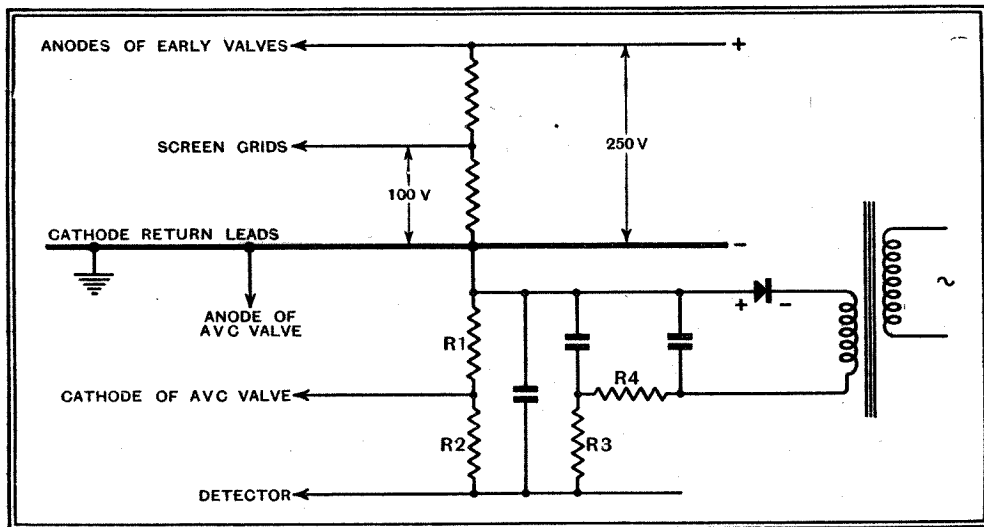 ANODES OF EARLY VALVES
+
SCREEN GRIDS
250 V
100 V
CATHODE RETURN LEADS
-
ANODE OF
AVC VALVE
+
-
~
R1
R4
CATHODE OF AVC VALVE
R2
R3
DETECTOR